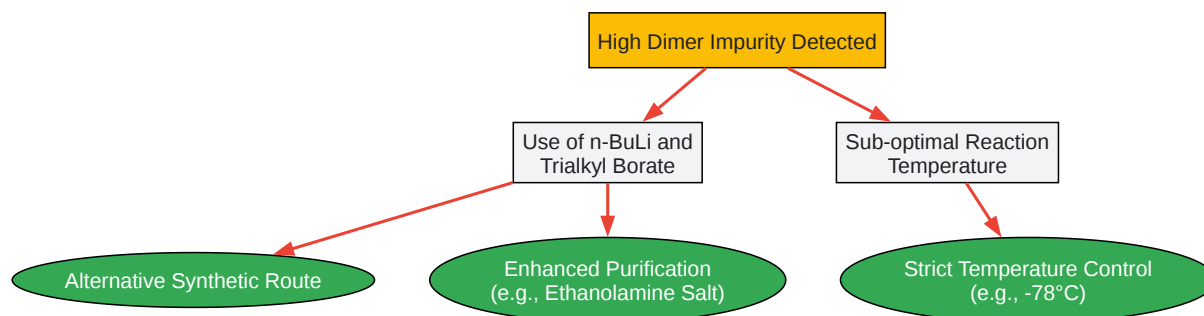 High Dimer Impurity Detected
Use of n-BuLi and
Trialkyl Borate
Sub-optimal Reaction
Temperature
Alternative Synthetic Route
Enhanced Purification
(e.g., Ethanolamine Salt)
Strict Temperature Control
(e.g., -78°C)